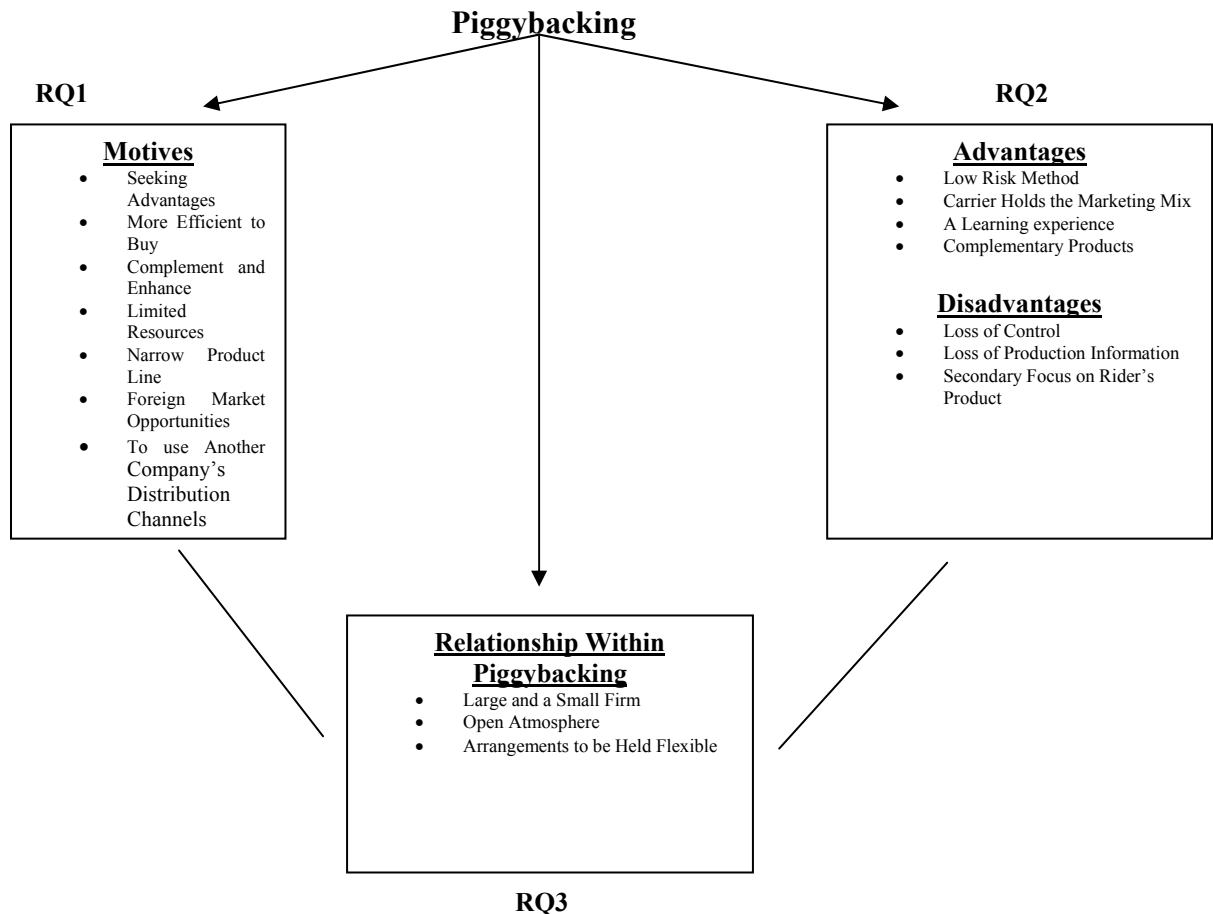 Piggybacking
RQ1
Motives
• Seeking
Advantages
• More Efficient to
Buy
• Complement and
Enhance
• Limited
Resources
• Narrow Product
Line
• Foreign Market
Opportunities
• To use Another
Company’s
Distribution
Channels
RQ2
Advantages
• Low Risk Method
• Carrier Holds the Marketing Mix
• A Learning experience
• Complementary Products
Disadvantages
• Loss of Control
• Loss of Production Information
• Secondary Focus on Rider’s
Product
Relationship Within
Piggybacking
• Large and a Small Firm
• Open Atmosphere
• Arrangements to be Held Flexible
RQ3